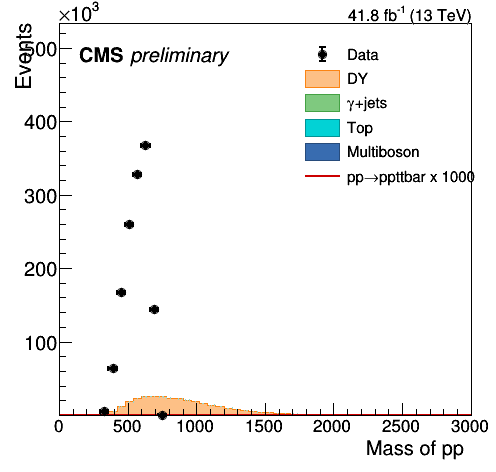 ×10³
41.8 fb⁻¹ (13 TeV)
Events
CMS preliminary
Data
DY
γ+jets
Top
Multiboson
pp→ppttbar x 1000
500
400
300
200
100
0 500 1000 1500 2000 2500 3000
Mass of pp